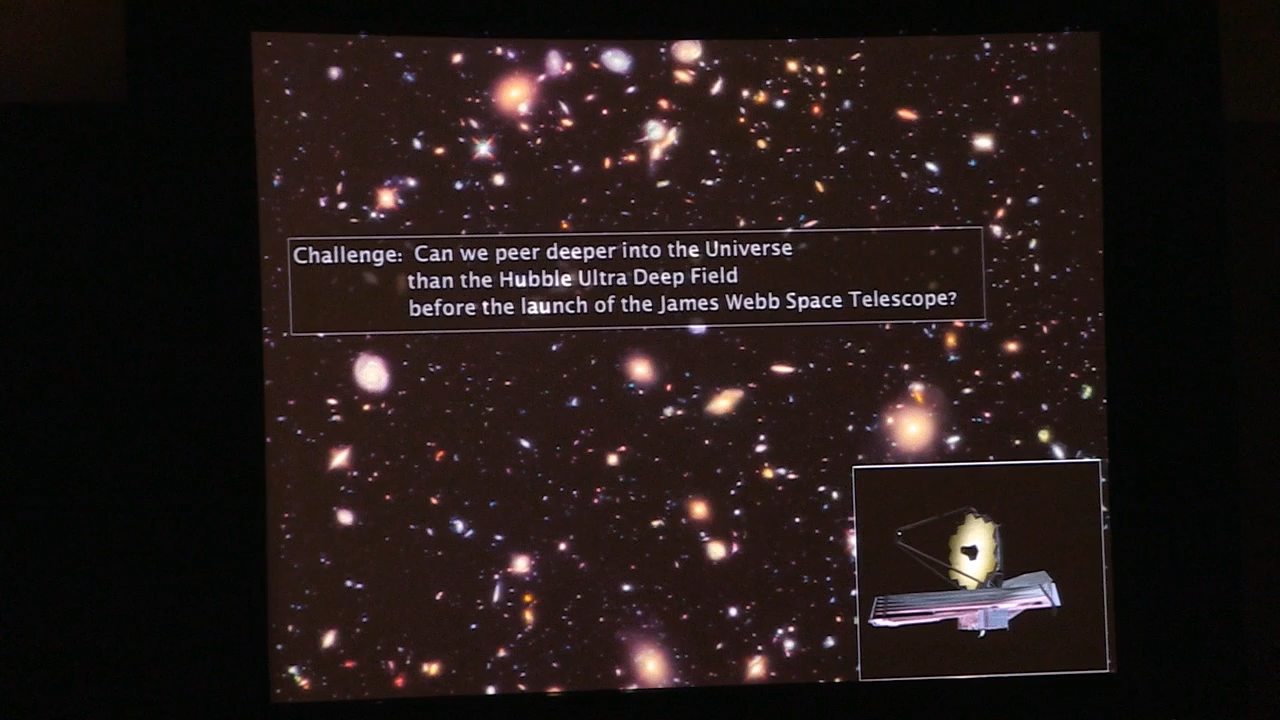 Challenge: Can we peer deeper into the Universe
than the Hubble Ultra Deep Field
before the launch of the James Webb Space Telescope?